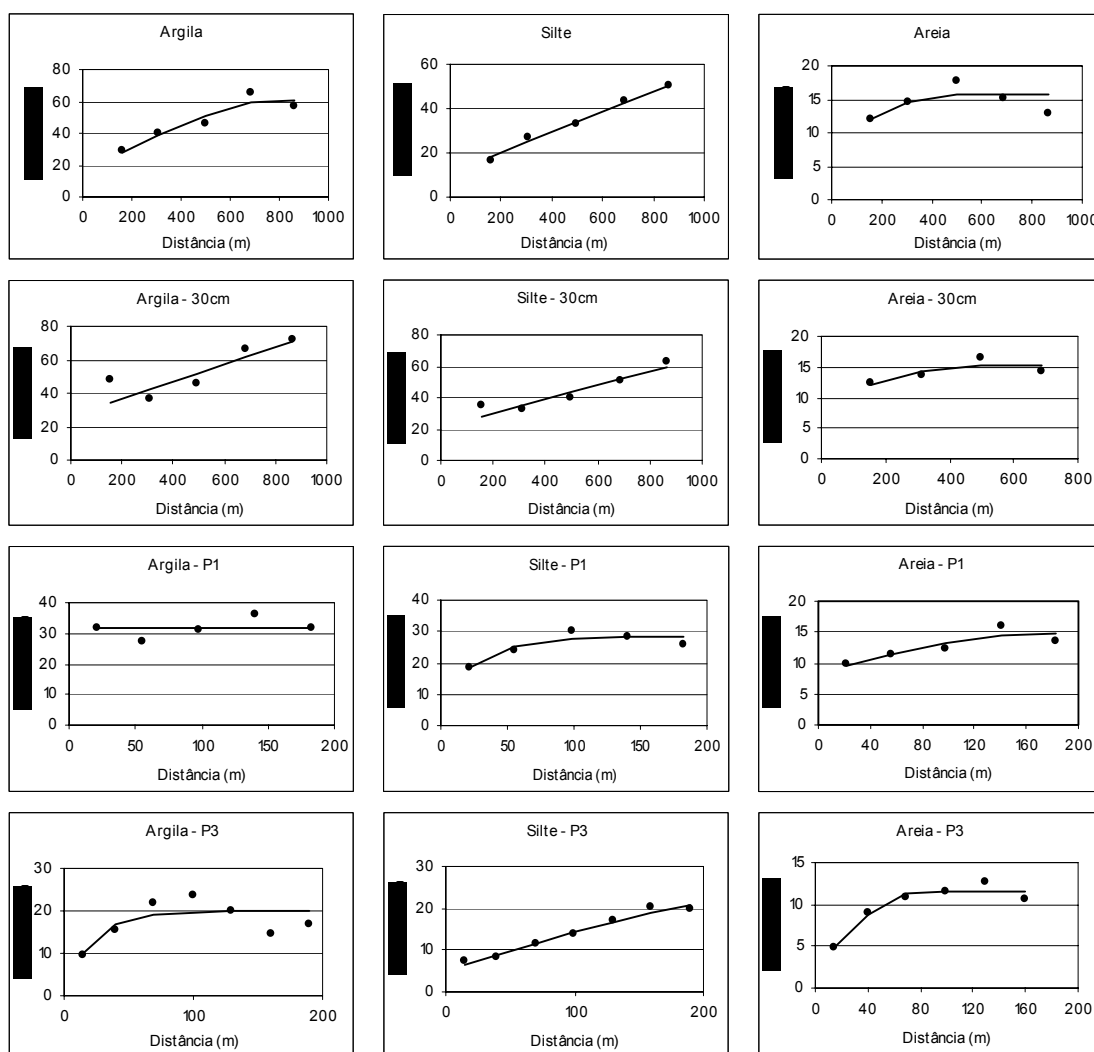 Argila
80
60
40
20
0
0 200 400 600 800 1000
Distância (m)
Silte
60
40
20
0
0 200 400 600 800 1000
Distância (m)
Areia
20
15
10
5
0
0 200 400 600 800 1000
Distância (m)
Argila - 30cm
80
60
40
20
0
0 200 400 600 800 1000
Distância (m)
Silte - 30cm
80
60
40
20
0
0 200 400 600 800 1000
Distância (m)
Areia - 30cm
20
15
10
5
0
0 200 400 600 800
Distância (m)
Argila - P1
40
30
20
10
0
0 50 100 150 200
Distância (m)
Silte - P1
40
30
20
10
0
0 50 100 150 200
Distância (m)
Areia - P1
20
15
10
5
0
0 40 80 120 160 200
Distância (m)
Argila - P3
30
20
10
0
0 100 200
Distância (m)
Silte - P3
30
20
10
0
0 100 200
Distância (m)
Areia - P3
15
10
5
0
0 40 80 120 160 200
Distância (m)